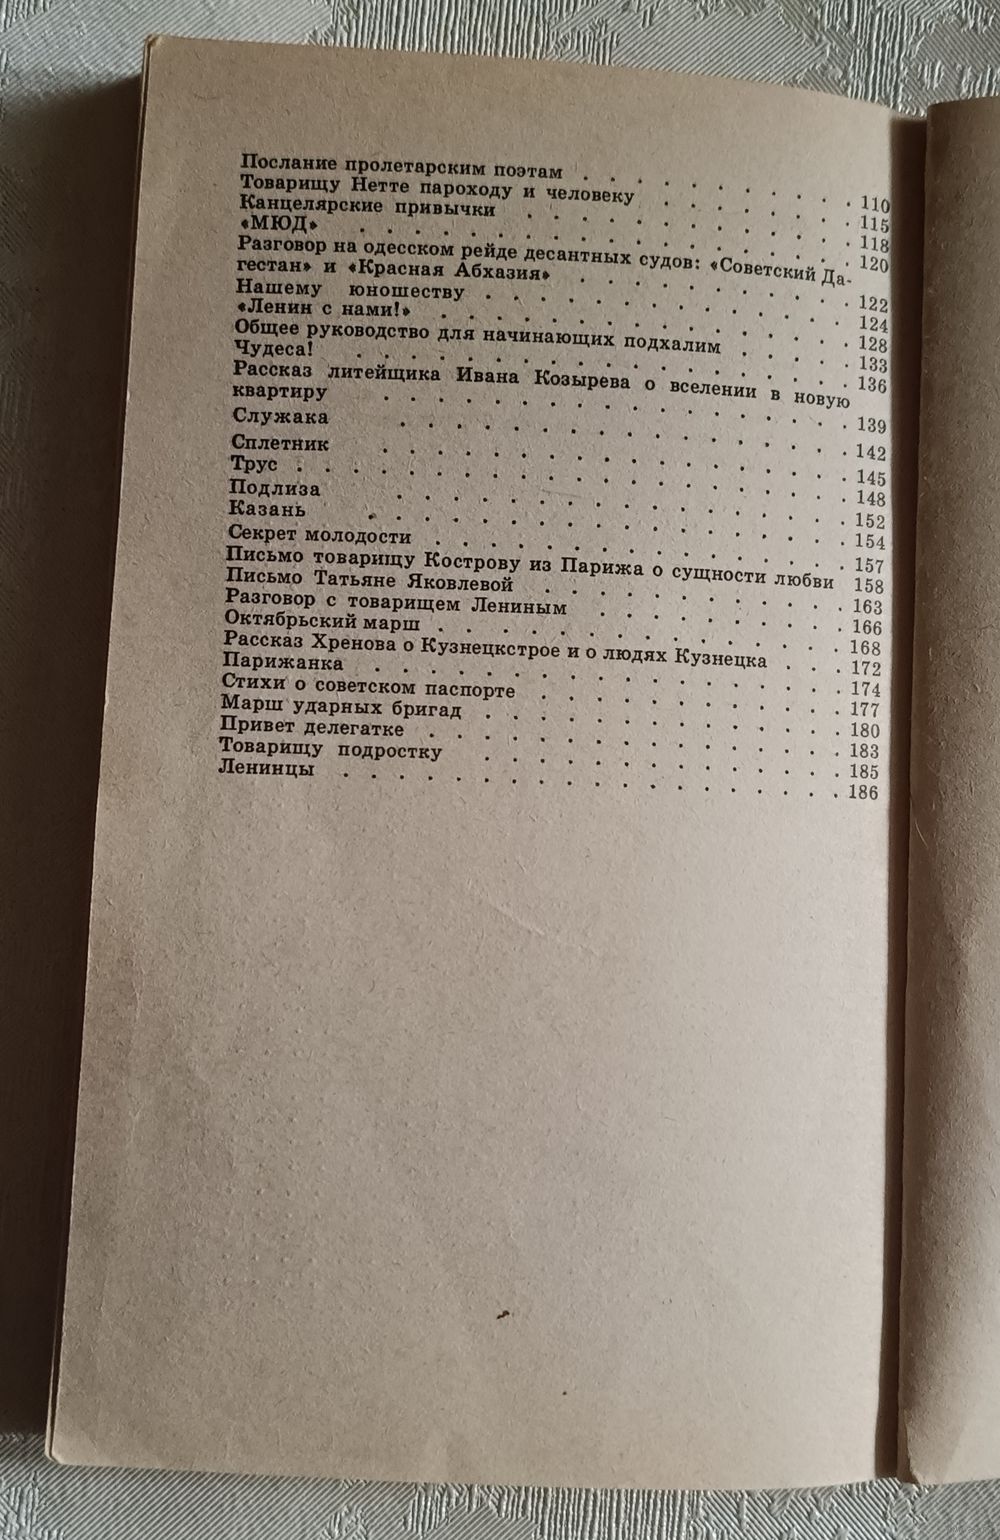 Послание пролетарским поэтам . . . . . . . . . . . 110
Товарищу Нетте пароходу и человеку . . . . . . . . 115
Канцелярские привычки . . . . . . . . . . . . . 118
«МЮД» . . . . . . . . . . . . . . . . . . . 120
Разговор на одесском рейде десантных судов: «Советский Да-
гестан» и «Красная Абхазия» . . . . . . . . . . . 122
Нашему юношеству . . . . . . . . . . . . . . 124
«Ленин с нами!» . . . . . . . . . . . . . . . . 128
Общее руководство для начинающих подхалим . . . . . 133
Чудеса! . . . . . . . . . . . . . . . . . . . 136
Рассказ литейщика Ивана Козырева о вселении в новую
квартиру . . . . . . . . . . . . . . . . . . 139
Служака . . . . . . . . . . . . . . . . . 142
Сплетник . . . . . . . . . . . . . . . . . . 145
Трус . . . . . . . . . . . . . . . . . . . . . 148
Подлиза . . . . . . . . . . . . . . . . . 152
Казань . . . . . . . . . . . . . . . . . . 154
Секрет молодости . . . . . . . . . . . . . . . . 157
Письмо товарищу Кострову из Парижа о сущности любви 158
Письмо Татьяне Яковлевой . . . . . . . . . . . . 163
Разговор с товарищем Лениным . . . . . . . . . . 166
Октябрьский марш . . . . . . . . . . . . . . . . 168
Рассказ Хренова о Кузнецкстрое и о людях Кузнецка . . . 172
Парижанка . . . . . . . . . . . . . . . . . . 174
Стихи о советском паспорте . . . . . . . . . . . . 177
Марш ударных бригад . . . . . . . . . . . . . . 180
Привет делегатке . . . . . . . . . . . . . . . . 183
Товарищу подростку . . . . . . . . . . . . . . 185
Ленинцы . . . . . . . . . . . . . . . . . . . 186